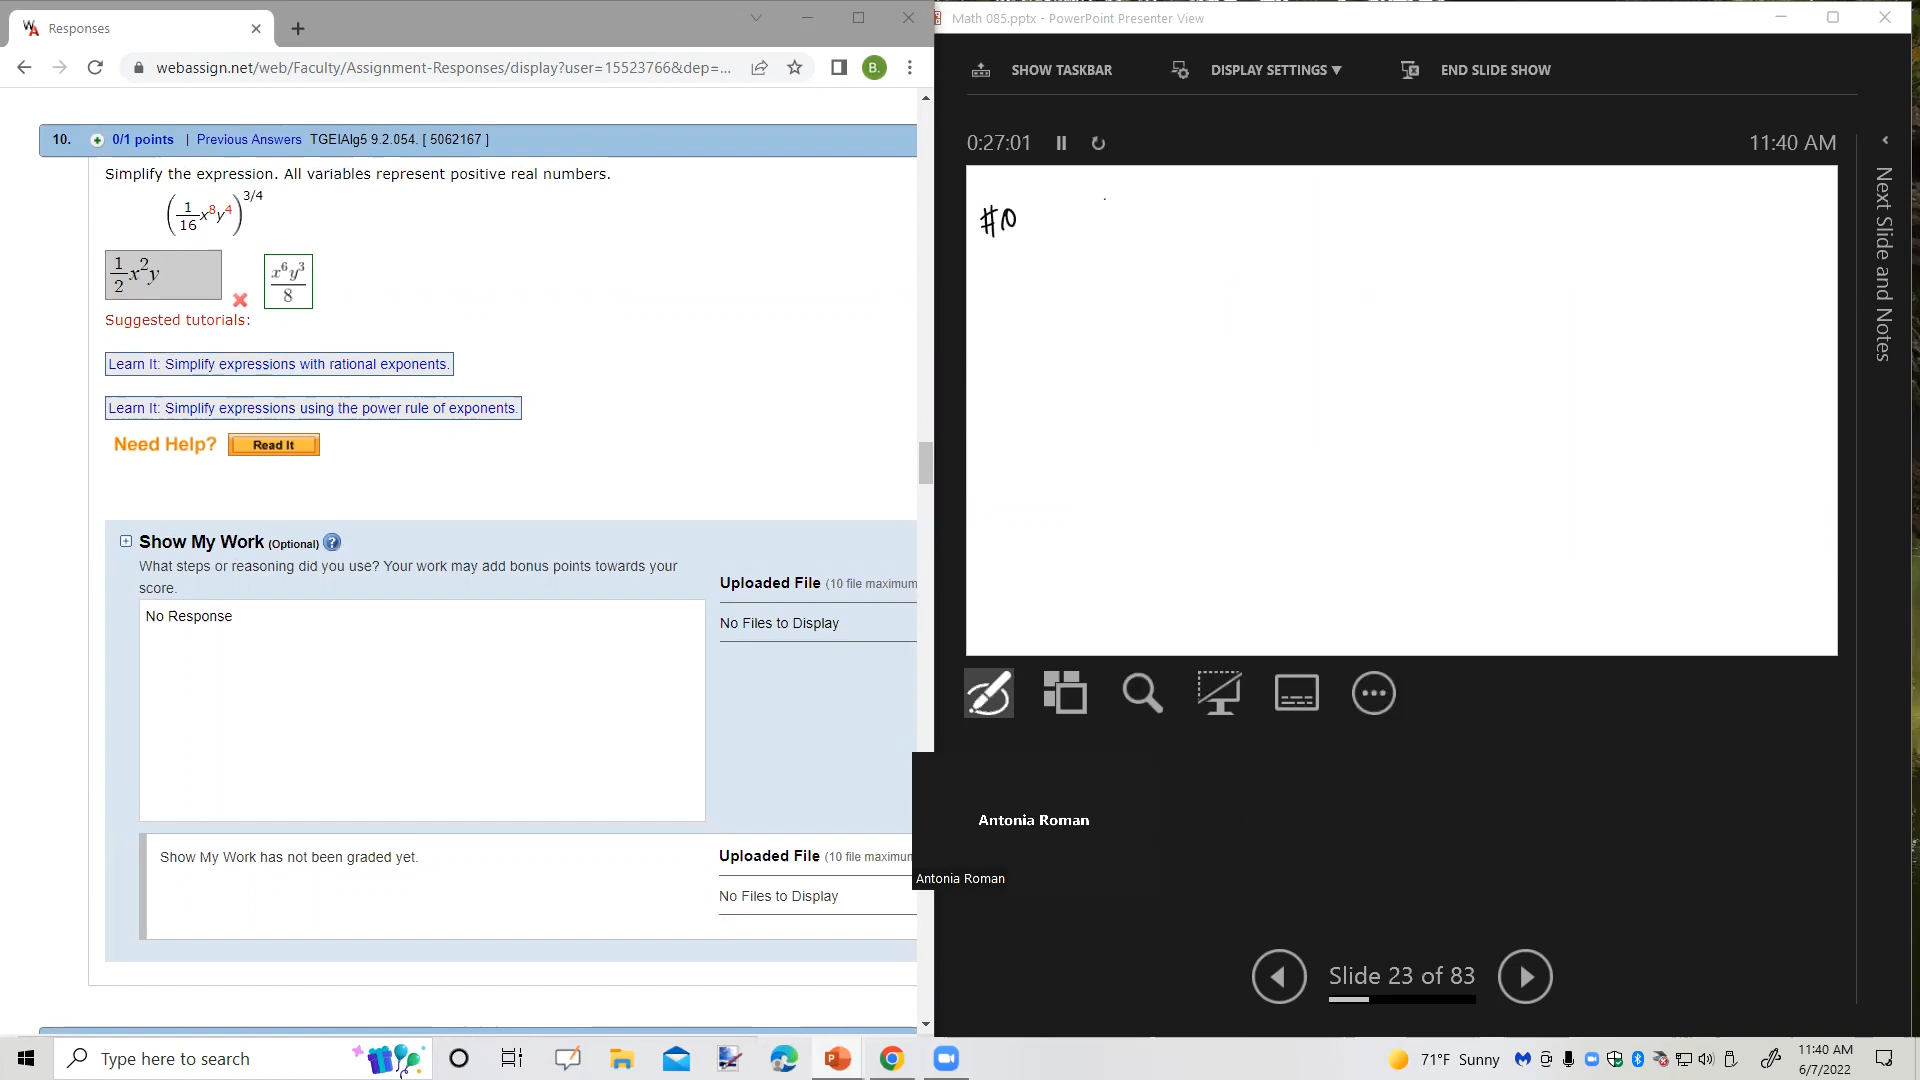 Responses
Math 085.pptx - PowerPoint Presenter View
webassign.net/web/Faculty/Assignment-Responses/display?user=15523766&dep=...
B.
SHOW TASKBAR
DISPLAY SETTINGS ▼
END SLIDE SHOW
10. 0/1 points | Previous Answers TGEIAlg5 9.2.054. [ 5062167 ]
0:27:01
11:40 AM
Simplify the expression. All variables represent positive real numbers.
(1/16 x⁸y⁴)^3/4
#10
1/2 x²y
x⁶y³/8
Suggested tutorials:
Learn It: Simplify expressions with rational exponents.
Learn It: Simplify expressions using the power rule of exponents.
Need Help? Read It
Next Slide and Notes
Show My Work (Optional) ?
What steps or reasoning did you use? Your work may add bonus points towards your
score.
No Response
Uploaded File (10 file maximum
No Files to Display
Show My Work has not been graded yet.
Uploaded File (10 file maximum
No Files to Display
Antonia Roman
Antonia Roman
Slide 23 of 83
Type here to search
71°F Sunny
11:40 AM
6/7/2022